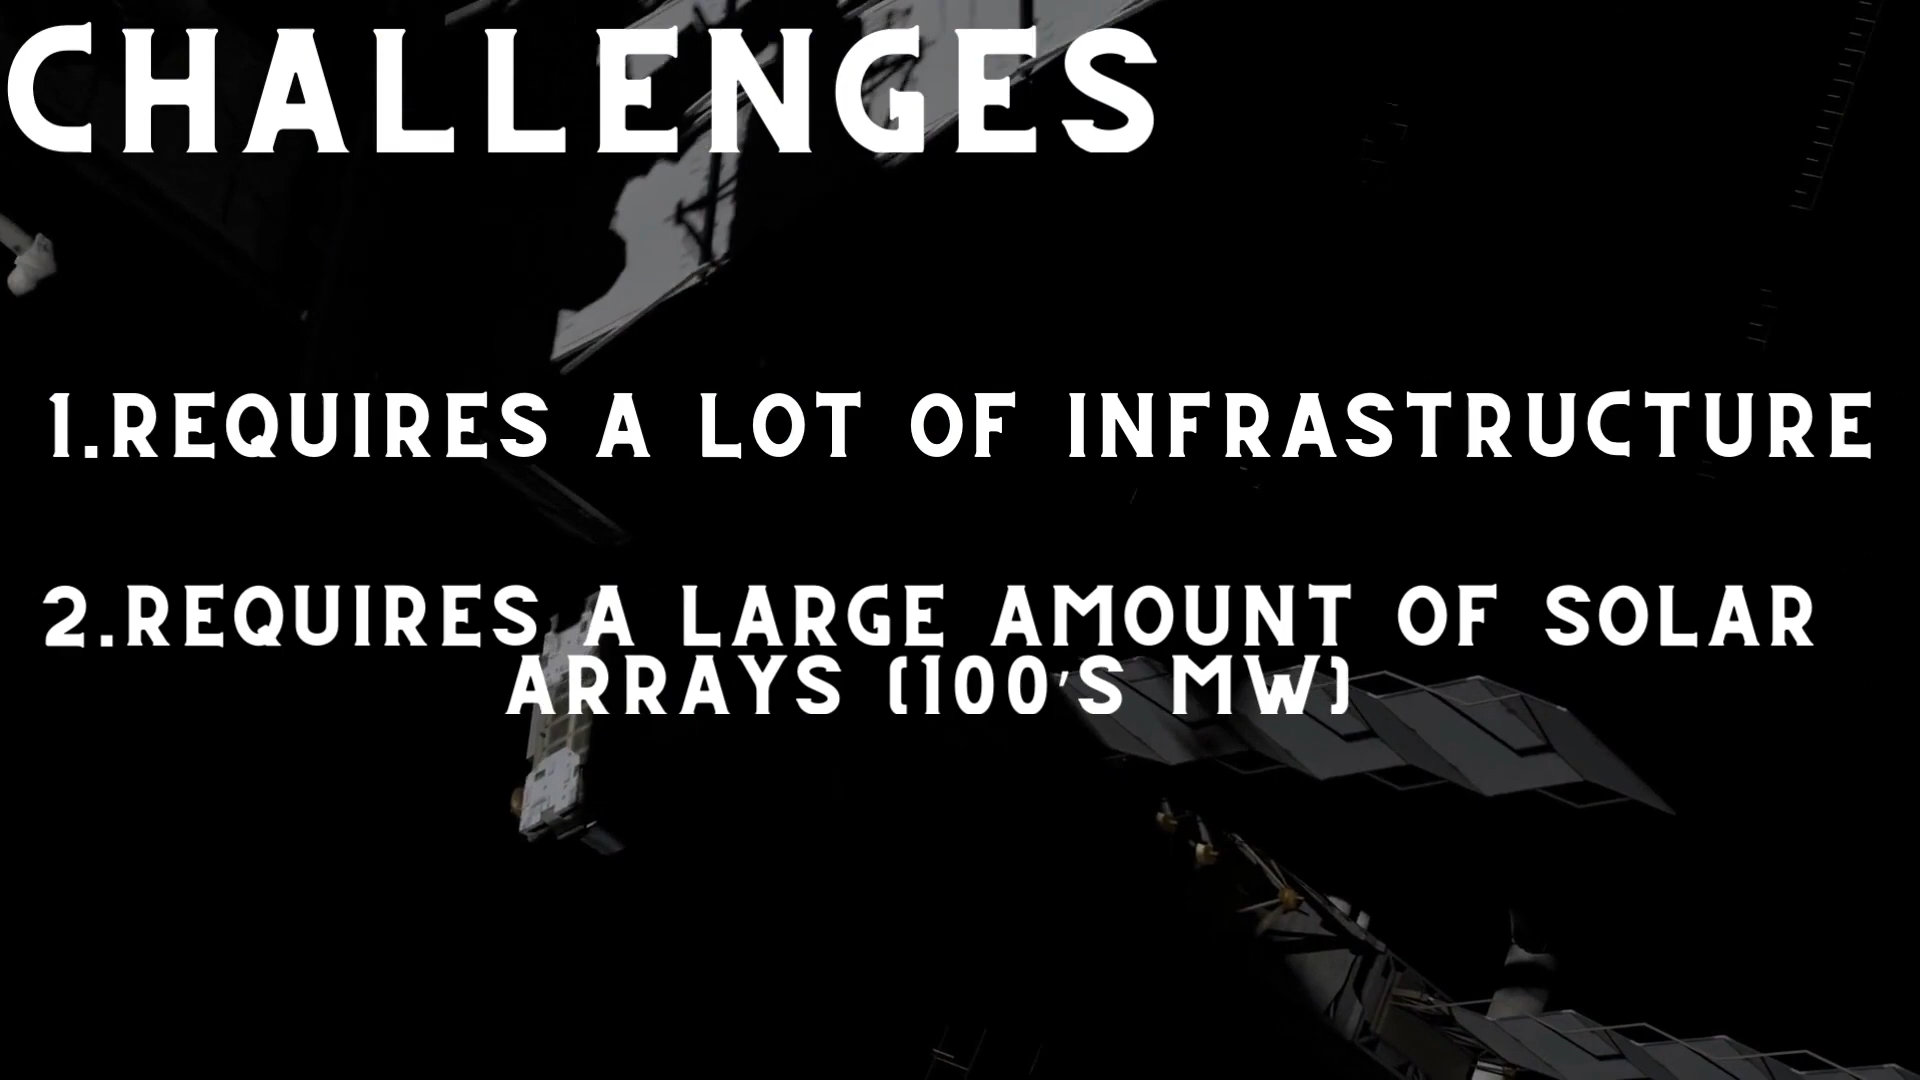 CHALLENGES
1.REQUIRES A LOT OF INFRASTRUCTURE
2.REQUIRES A LARGE AMOUNT OF SOLAR
ARRAYS (100'S MW)